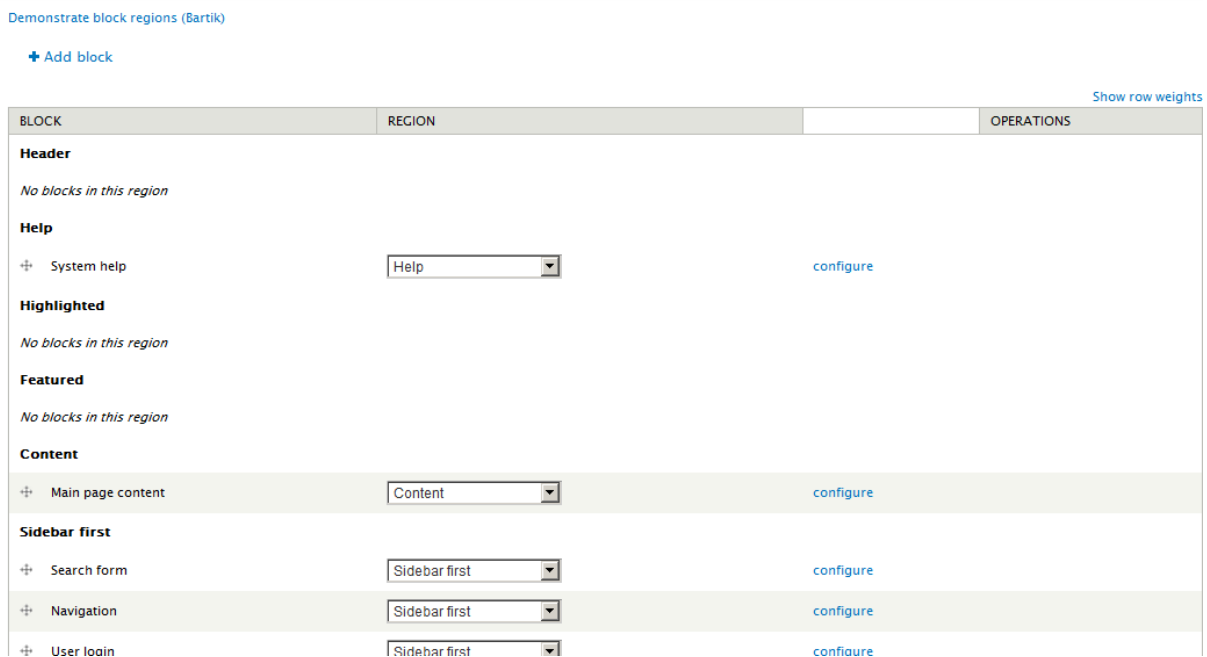 Demonstrate block regions (Bartik)
Add block
Show row weights
BLOCK REGION OPERATIONS
Header
No blocks in this region
Help
System help Help configure
Highlighted
No blocks in this region
Featured
No blocks in this region
Content
Main page content Content configure
Sidebar first
Search form Sidebar first configure
Navigation Sidebar first configure
User login Sidebar first configure